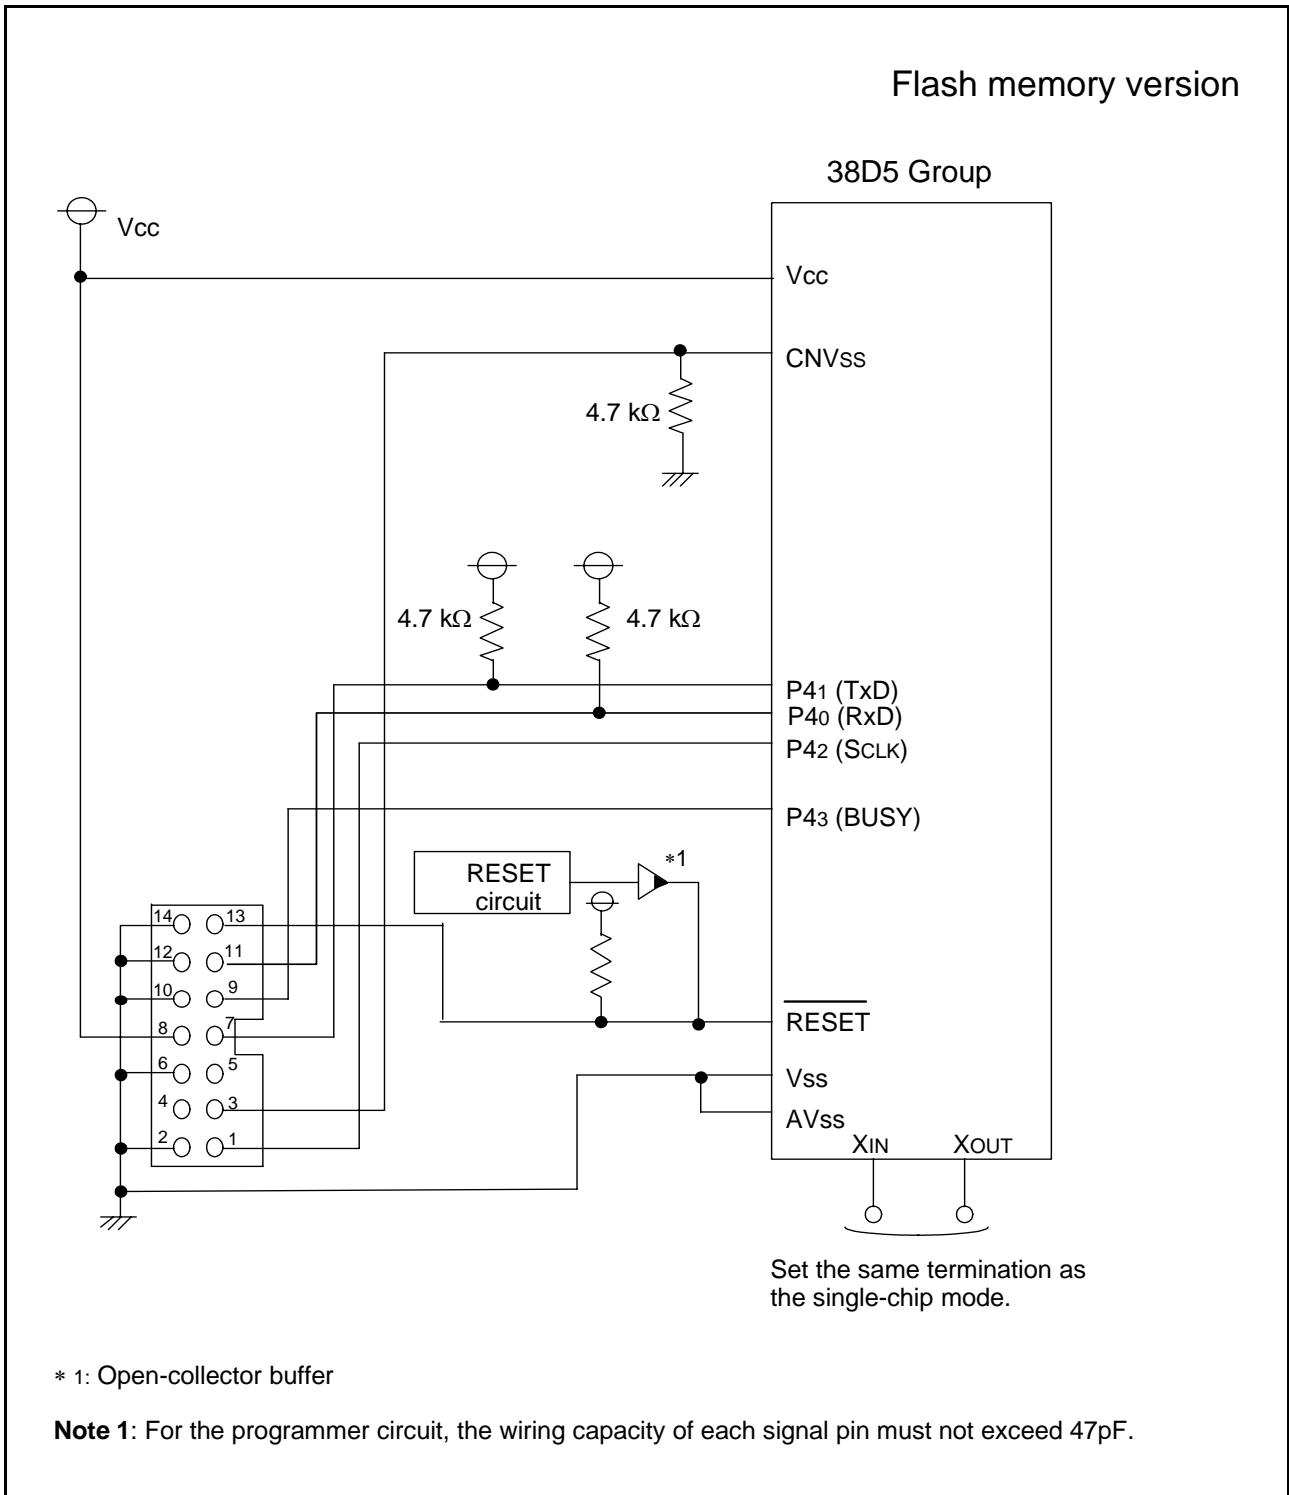 Flash memory version
38D5 Group
Vcc
Vcc
CNVss
4.7 kΩ
4.7 kΩ
4.7 kΩ
P41 (TxD)
P40 (RxD)
P42 (SCLK)
P43 (BUSY)
RESET
circuit
*1
14 13
12 11
10 9
8 7
6 5
4 3
2 1
RESET
Vss
AVss
XIN XOUT
Set the same termination as
the single-chip mode.
* 1: Open-collector buffer
Note 1: For the programmer circuit, the wiring capacity of each signal pin must not exceed 47pF.